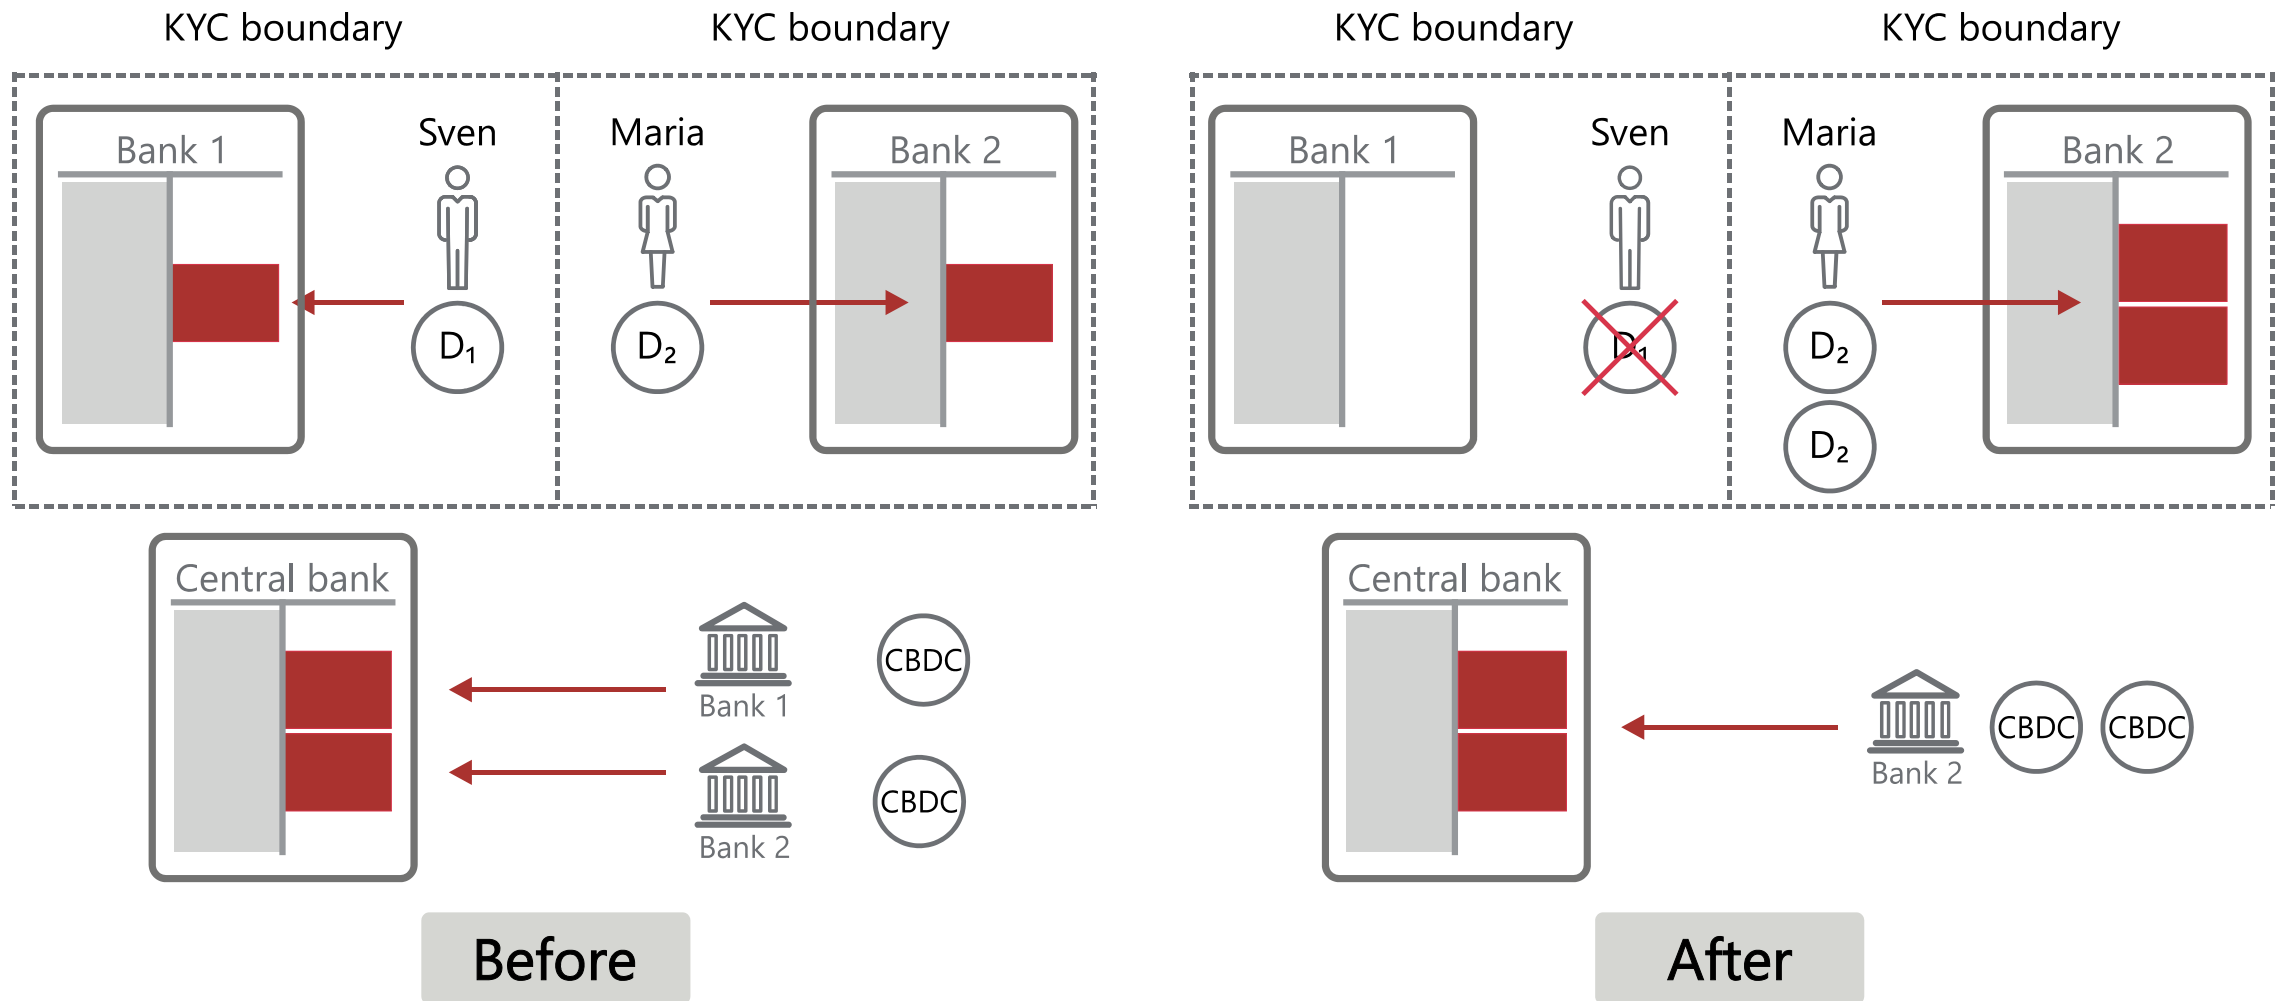 KYC boundary
KYC boundary
Bank 1
Sven
D₁
Maria
D₂
Bank 2
Central bank
Bank 1
CBDC
Bank 2
CBDC
Before
KYC boundary
KYC boundary
Bank 1
Sven
D₁
Maria
D₂
D₂
Bank 2
Central bank
Bank 2
CBDC
CBDC
After